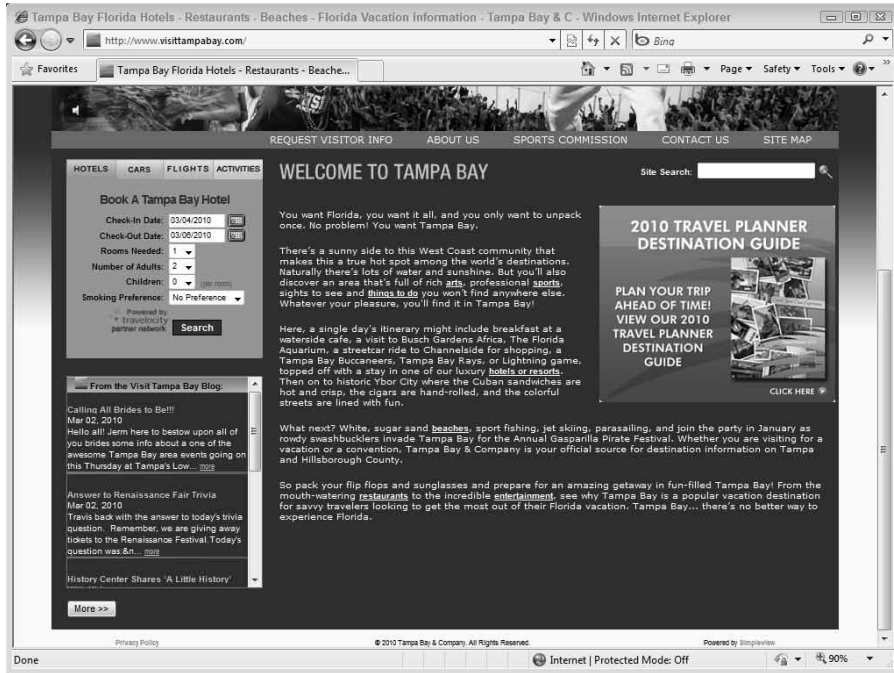 Tampa Bay Florida Hotels - Restaurants - Beaches - Florida Vacation Information - Tampa Bay & C - Windows Internet Explorer
http://www.visittampabay.com/
Bing
Favorites
Tampa Bay Florida Hotels - Restaurants - Beache...
Page
Safety
Tools
REQUEST VISITOR INFO ABOUT US SPORTS COMMISSION CONTACT US SITE MAP
HOTELS CARS FLIGHTS ACTIVITIES
Book A Tampa Bay Hotel
Check-In Date: 03/04/2010
Check-Out Date: 03/06/2010
Rooms Needed: 1
Number of Adults: 2
Children: 0 (per room)
Smoking Preference: No Preference
Powered by
travelocity
partner network
Search
From the Visit Tampa Bay Blog:
Calling All Brides to Be!!!
Mar 02, 2010
Hello all! Jerm here to bestow upon all of
you brides some info about a one of the
awesome Tampa Bay area events going on
this Thursday at Tampa's Low... more
Answer to Renaissance Fair Trivia
Mar 02, 2010
Travis back with the answer to today's trivia
question. Remember, we are giving away
tickets to the Renaissance Festival.Today's
question was:&n... more
History Center Shares 'A Little History'
More >>
WELCOME TO TAMPA BAY
Site Search:
You want Florida, you want it all, and you only want to unpack
once. No problem! You want Tampa Bay.
There's a sunny side to this West Coast community that
makes this a true hot spot among the world's destinations.
Naturally there's lots of water and sunshine. But you'll also
discover an area that's full of rich arts, professional sports,
sights to see and things to do you won't find anywhere else.
Whatever your pleasure, you'll find it in Tampa Bay!
Here, a single day's itinerary might include breakfast at a
waterside cafe, a visit to Busch Gardens Africa, The Florida
Aquarium, a streetcar ride to Channelside for shopping, a
Tampa Bay Buccaneers, Tampa Bay Rays, or Lightning game,
topped off with a stay in one of our luxury hotels or resorts.
Then on to historic Ybor City where the Cuban sandwiches are
hot and crisp, the cigars are hand-rolled, and the colorful
streets are lined with fun.
2010 TRAVEL PLANNER
DESTINATION GUIDE
PLAN YOUR TRIP
AHEAD OF TIME!
VIEW OUR 2010
TRAVEL PLANNER
DESTINATION
GUIDE
CLICK HERE
What next? White, sugar sand beaches, sport fishing, jet skiing, parasailing, and join the party in January as
rowdy swashbucklers invade Tampa Bay for the Annual Gasparilla Pirate Festival. Whether you are visiting for a
vacation or a convention, Tampa Bay & Company is your official source for destination information on Tampa
and Hillsborough County.
So pack your flip flops and sunglasses and prepare for an amazing getaway in fun-filled Tampa Bay! From the
mouth-watering restaurants to the incredible entertainment, see why Tampa Bay is a popular vacation destination
for savvy travelers looking to get the most out of their Florida vacation. Tampa Bay... there's no better way to
experience Florida.
Privacy Policy
© 2010 Tampa Bay & Company. All Rights Reserved.
Powered by Simpleview
Done
Internet | Protected Mode: Off
90%